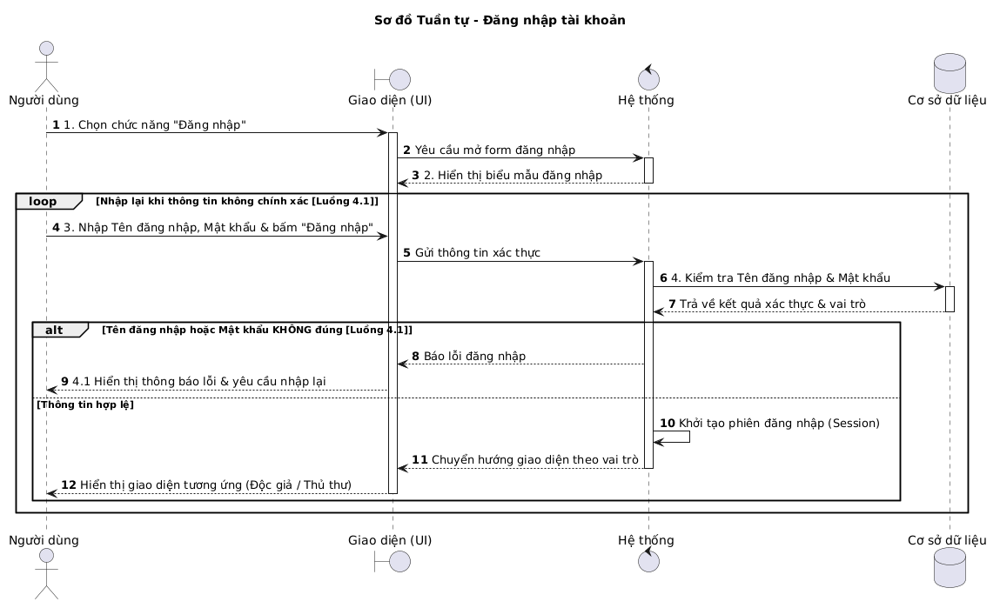 Sơ đồ Tuần tự - Đăng nhập tài khoản
Người dùng
Giao diện (UI)
Hệ thống
Cơ sở dữ liệu
1 1. Chọn chức năng "Đăng nhập"
2 Yêu cầu mở form đăng nhập
3 2. Hiển thị biểu mẫu đăng nhập
loop [Nhập lại khi thông tin không chính xác [Luồng 4.1]]
4 3. Nhập Tên đăng nhập, Mật khẩu & bấm "Đăng nhập"
5 Gửi thông tin xác thực
6 4. Kiểm tra Tên đăng nhập & Mật khẩu
7 Trả về kết quả xác thực & vai trò
alt [Tên đăng nhập hoặc Mật khẩu KHÔNG đúng [Luồng 4.1]]
8 Báo lỗi đăng nhập
9 4.1 Hiển thị thông báo lỗi & yêu cầu nhập lại
[Thông tin hợp lệ]
10 Khởi tạo phiên đăng nhập (Session)
11 Chuyển hướng giao diện theo vai trò
12 Hiển thị giao diện tương ứng (Độc giả / Thủ thư)
Người dùng
Giao diện (UI)
Hệ thống
Cơ sở dữ liệu